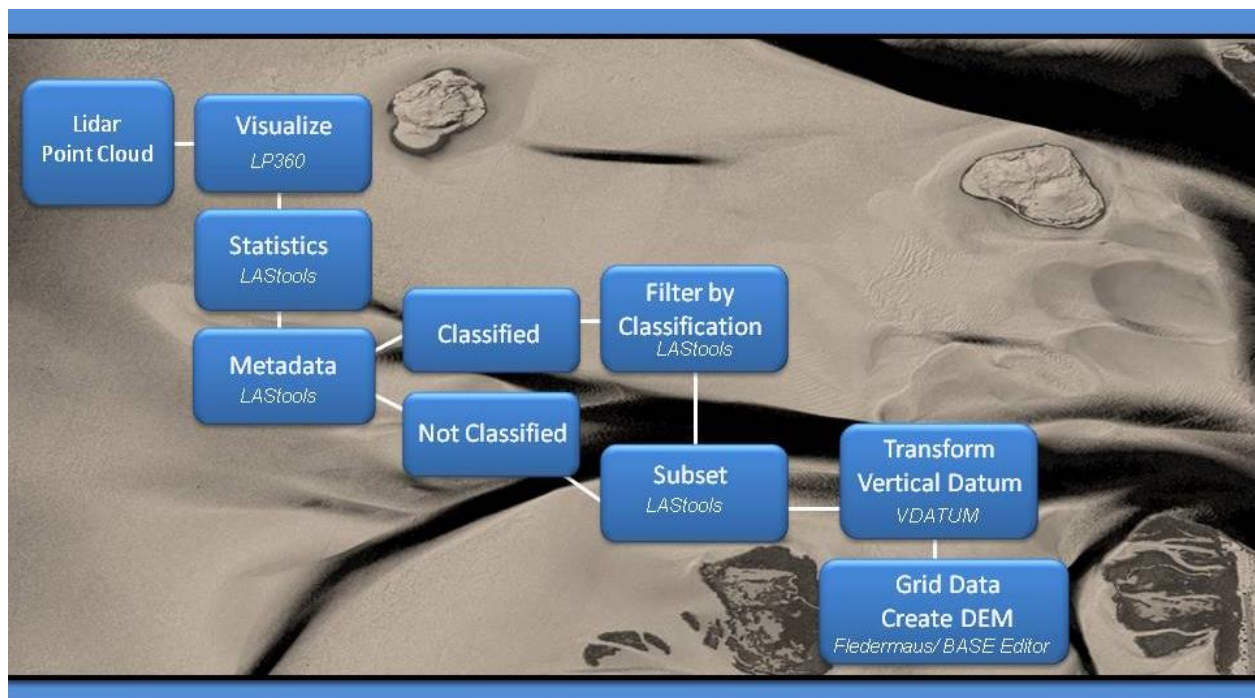 Lidar
Point Cloud
Visualize
LP360
Statistics
LAStools
Metadata
LAStools
Classified
Filter by
Classification
LAStools
Not Classified
Subset
LAStools
Transform
Vertical Datum
VDATUM
Grid Data
Create DEM
Fledermaus/ BASE Editor